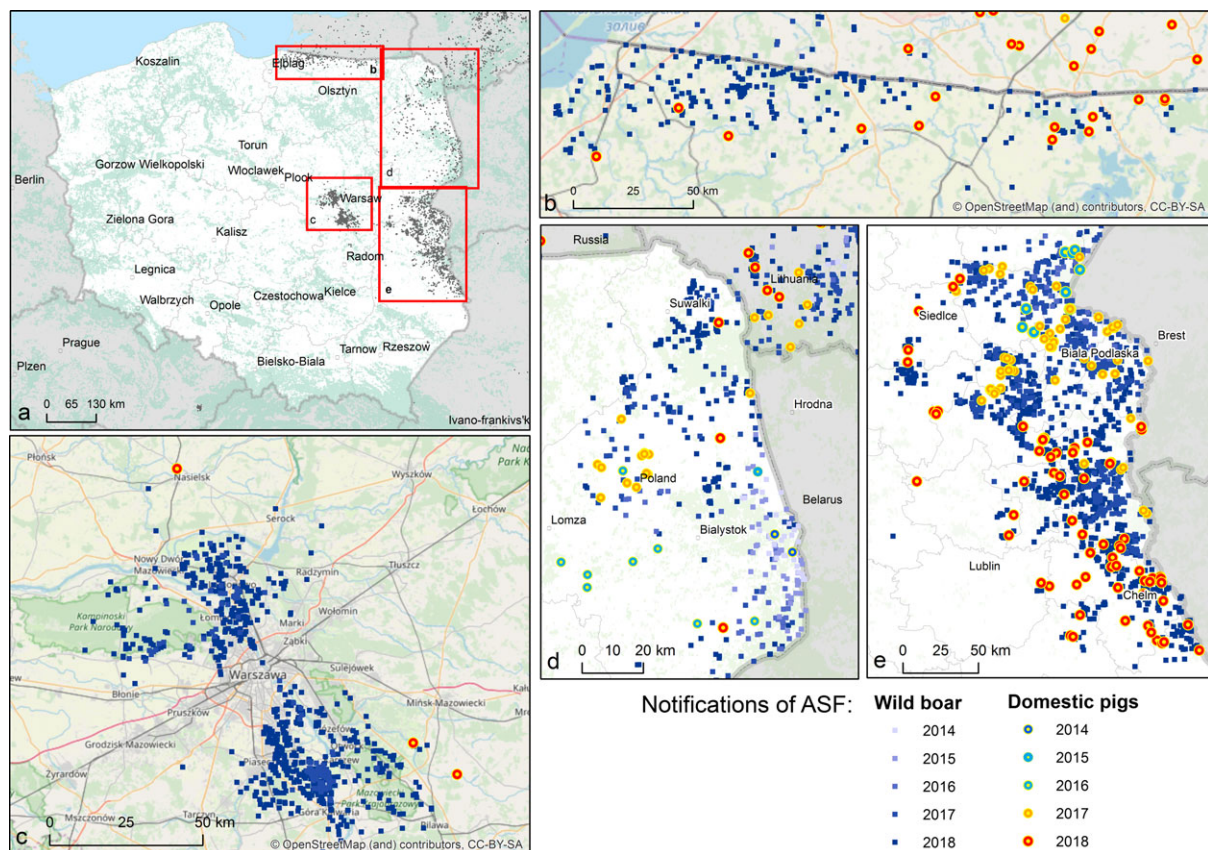 Koszalin
Elblag
b
Olsztyn
Torun
Gorzow Wielkopolski
Wloclawek
Plock
d
Berlin
Warsaw
c
Zielona Gora
Kalisz
Radom
Legnica
e
Czestochowa
Kielce
Walbrzych
Opole
Prague
Tarnow
Rzeszow
Plzen
Bielsko-Biala
a
0 65 130 km
Ivano-frankivs'k
залив
0 25 50 km
b
© OpenStreetMap (and) contributors, CC-BY-SA
Płońsk
Nasielsk
Wyszków
Łochów
Serock
Nowy Dwór
Mazowiecki
Radzymin
Tłuszcz
Kampinoski
Park Narodowy
Wołomin
Marki
Ząbki
Warszawa
Sulejówek
Błonie
Pruszków
Mińsk-Mazowiecki
Grodzisk Mazowiecki
Żyrardów
Mszczonów
Tarczyn
Góra Kalwaria
Pilawa
0 25 50 km
c
© OpenStreetMap (and) contributors, CC-BY-SA
Russia
Lithuania
Suwalki
Hrodna
Poland
Belarus
Lomza
Bialystok
d
0 10 20 km
Siedlce
Brest
Biala Podlaska
Lublin
Chelm
e
0 25 50 km
Notifications of ASF:
Wild boar Domestic pigs
2014 2014
2015 2015
2016 2016
2017 2017
2018 2018